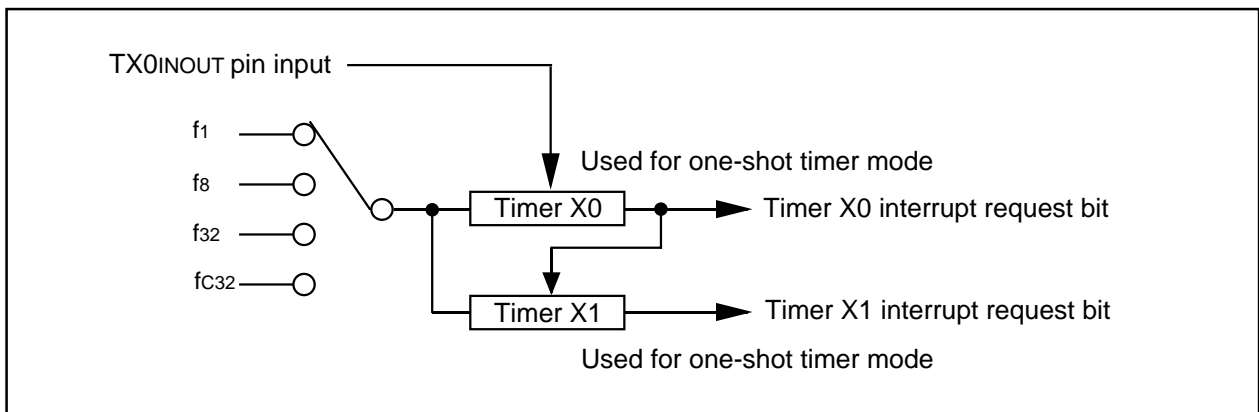 TX0INOUT pin input
f1
Used for one-shot timer mode
f8
Timer X0
Timer X0 interrupt request bit
f32
fC32
Timer X1
Timer X1 interrupt request bit
Used for one-shot timer mode